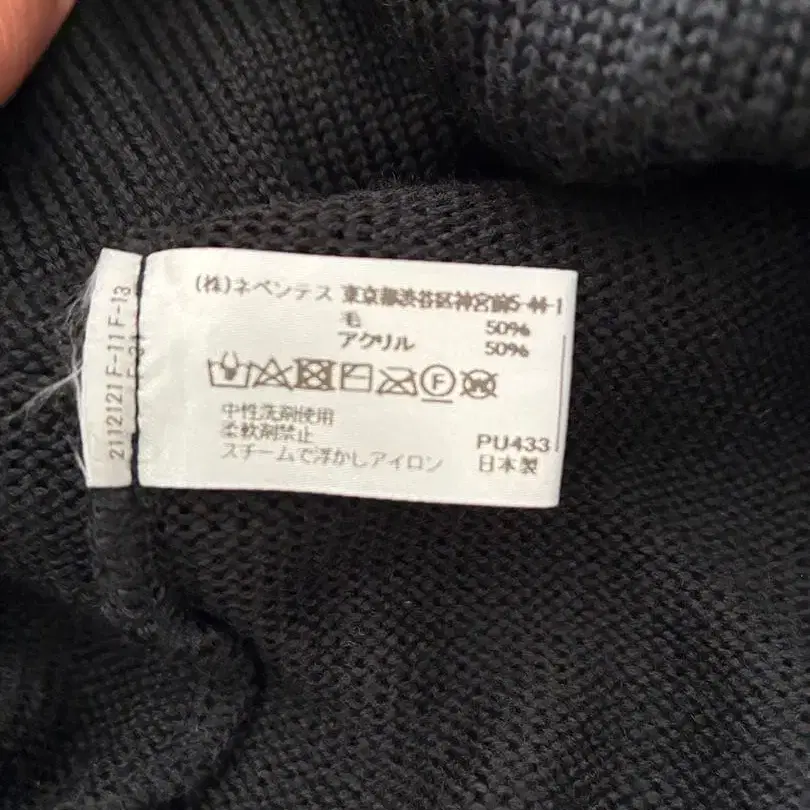 (株)ネペンテス 東京都渋谷区神宮前5-44-1
毛 50%
アクリル 50%
F W
中性洗剤使用
柔軟剤禁止
スチームで浮かしアイロン
PU433
日本製
2112121 F-11 F-13